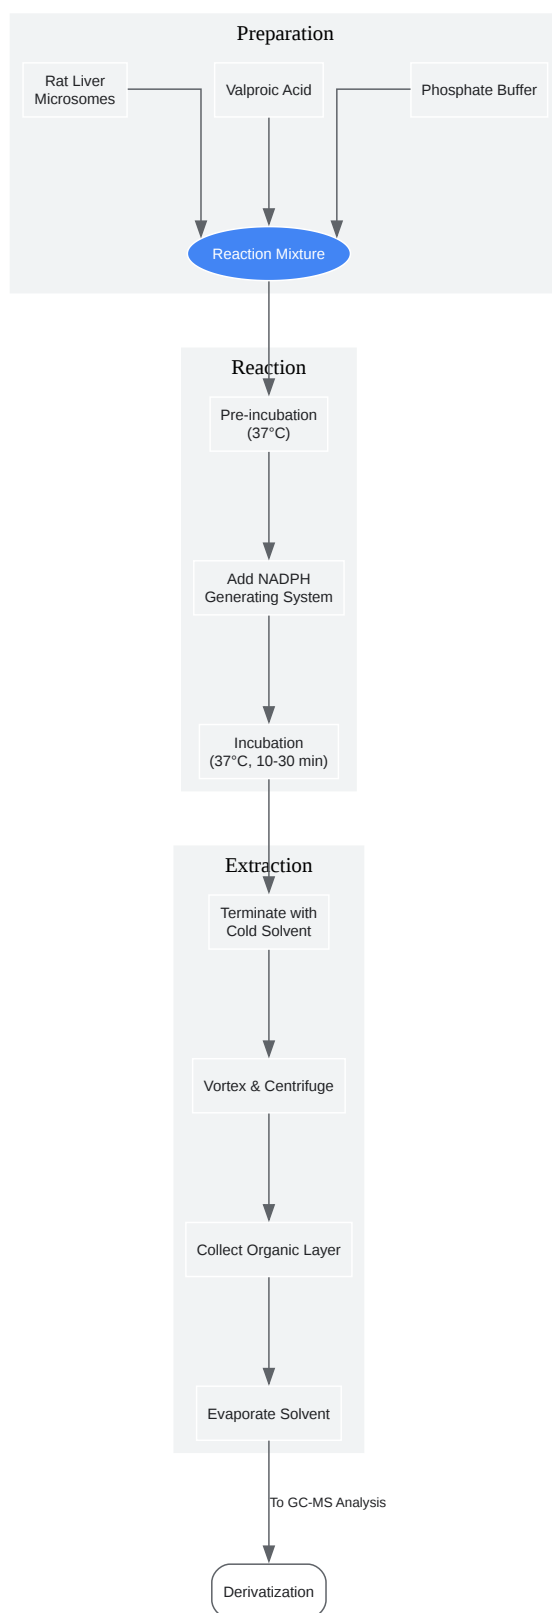 Preparation
Rat Liver
Microsomes
Valproic Acid
Phosphate Buffer
Reaction Mixture
Reaction
Pre-incubation
(37°C)
Add NADPH
Generating System
Incubation
(37°C, 10-30 min)
Extraction
Terminate with
Cold Solvent
Vortex & Centrifuge
Collect Organic Layer
Evaporate Solvent
To GC-MS Analysis
Derivatization